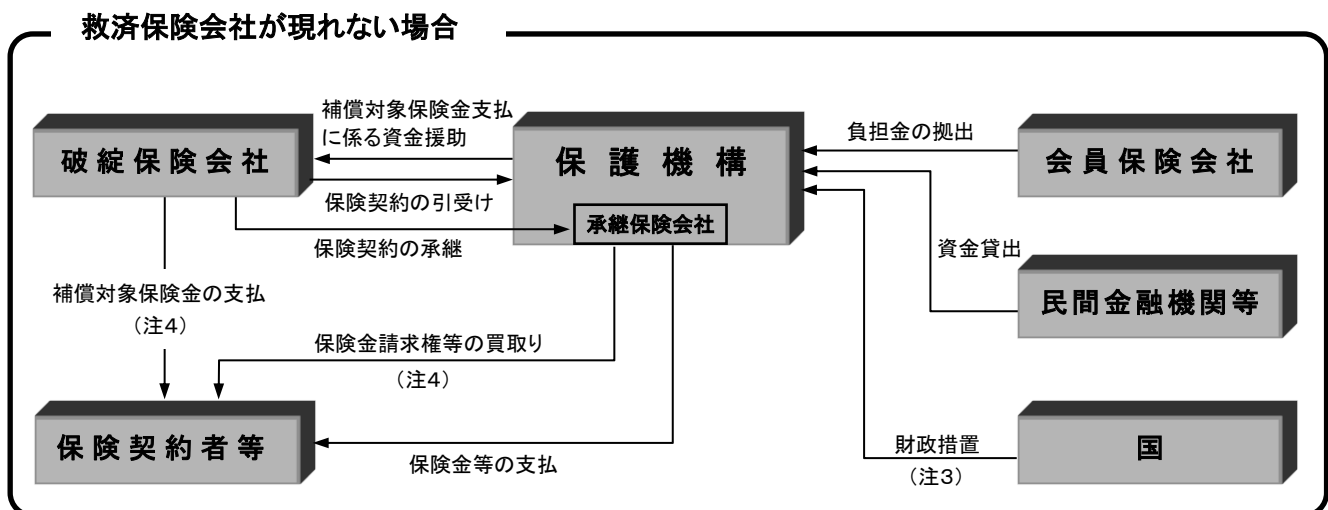 救済保険会社が現れない場合
破綻保険会社
補償対象保険金支払
に係る資金援助
保護機構
承継保険会社
負担金の拠出
会員保険会社
保険契約の引受け
保険契約の承継
資金貸出
民間金融機関等
補償対象保険金の支払
（注４）
保険金請求権等の買取り
（注４）
保険契約者等
保険金等の支払
財政措置
（注３）
国